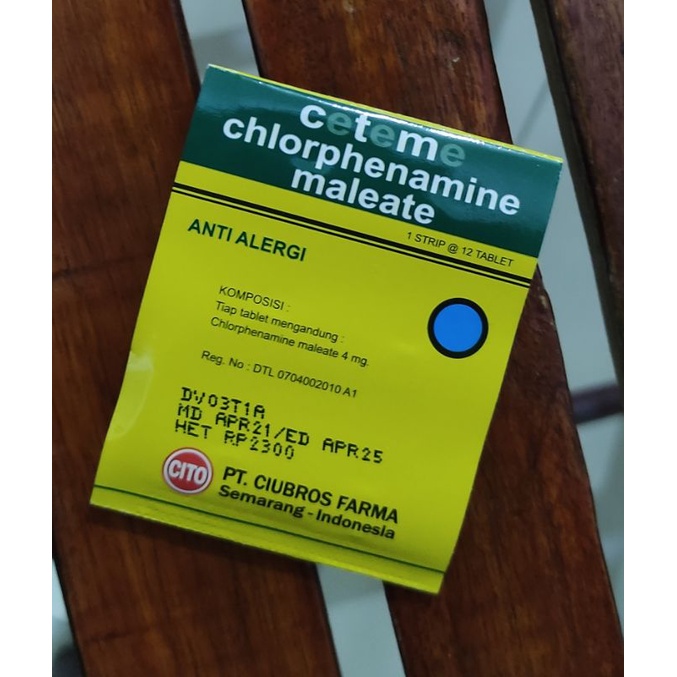 ceteme
chlorphenamine
maleate
1 STRIP @ 12 TABLET
ANTI ALERGI
KOMPOSISI :
Tiap tablet mengandung :
Chlorphenamine maleate 4 mg.
Reg. No : DTL 0704002010 A1
DV03T1A
MD APR21/ED APR25
HET RP2300
CITO
PT. CIUBROS FARMA
Semarang - Indonesia